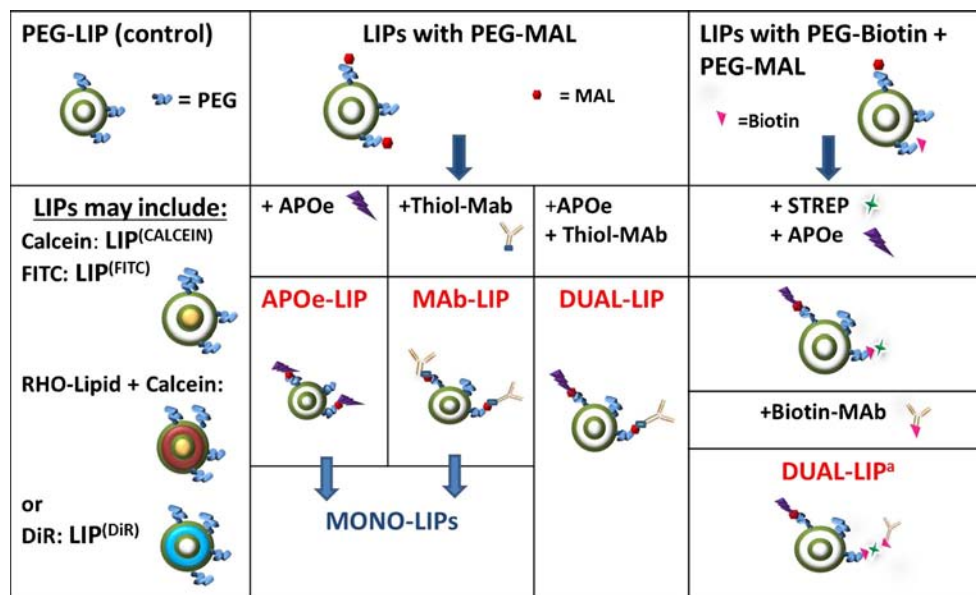 PEG-LIP (control)
= PEG
LIPs with PEG-MAL
= MAL
LIPs with PEG-Biotin +
PEG-MAL
=Biotin
LIPs may include:
Calcein: LIP(CALCEIN)
FITC: LIP(FITC)
RHO-Lipid + Calcein:
or
DiR: LIP(DiR)
+ APOe
+Thiol-Mab
+APOe
+ Thiol-MAb
+ STREP
+ APOe
APOe-LIP
MAb-LIP
DUAL-LIP
MONO-LIPs
+Biotin-MAb
DUAL-LIPa